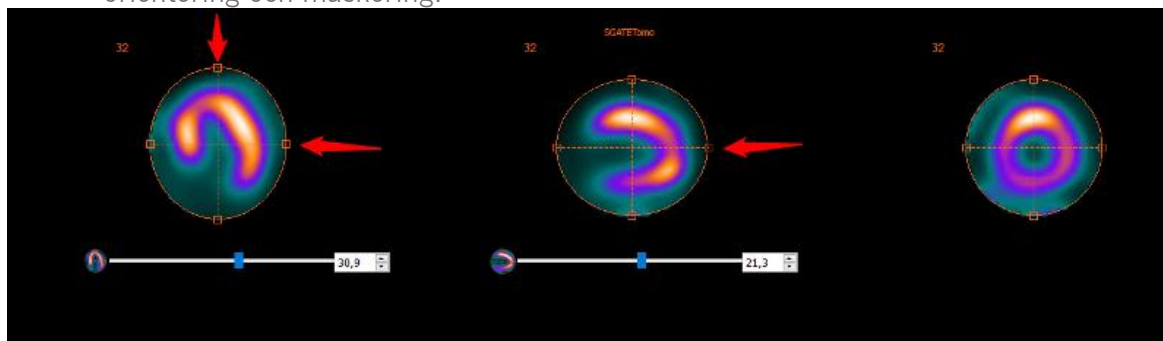 orientering och maskering.
SGATETomo
32
32
32
30,9
21,3